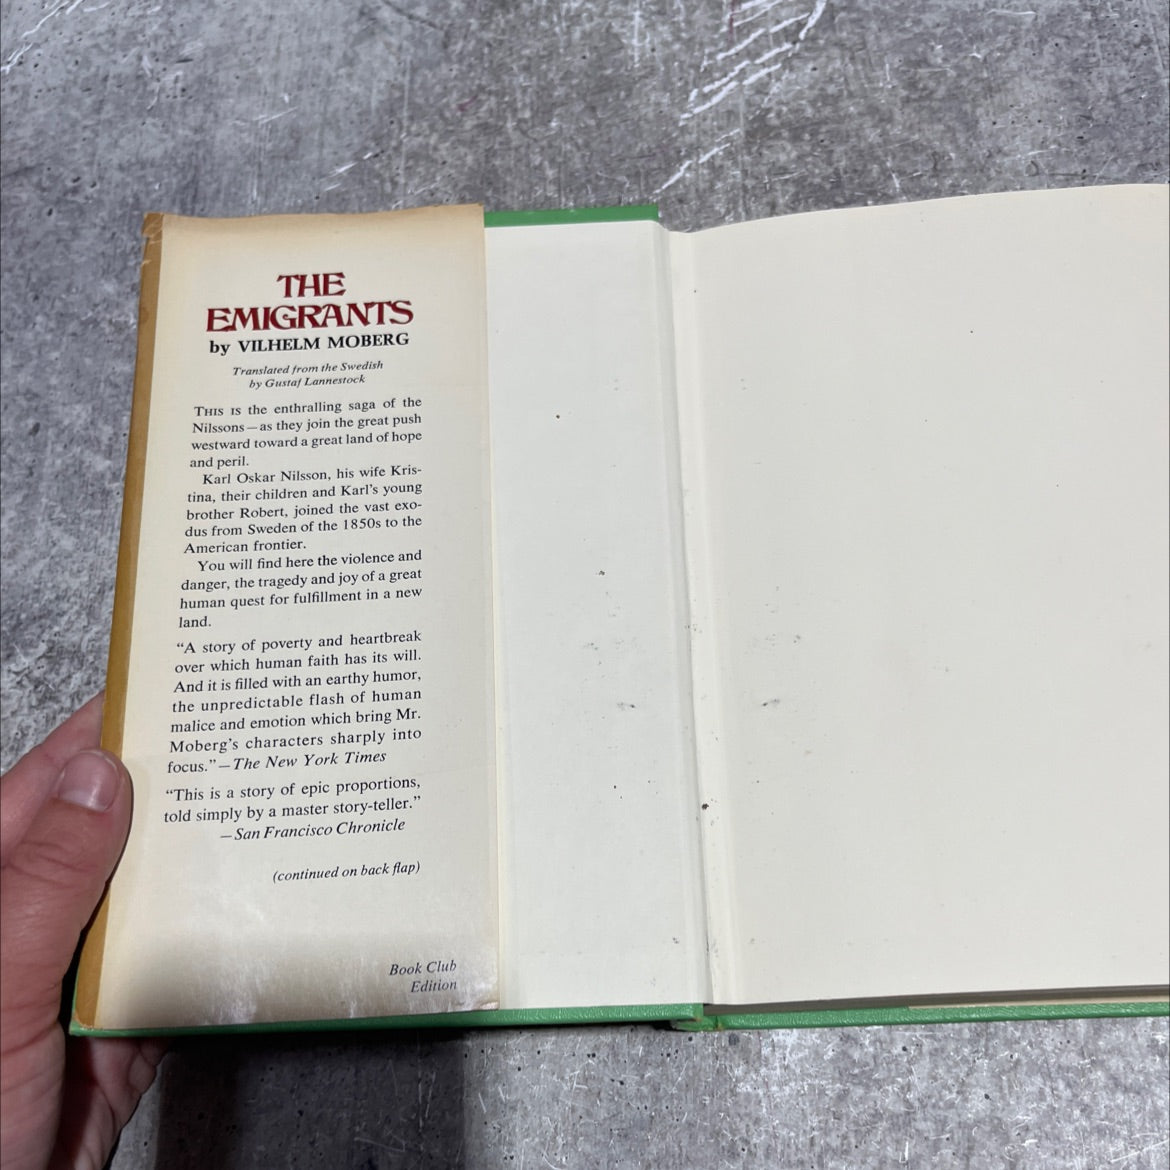 THE
EMIGRANTS
by VILHELM MOBERG
Translated from the Swedish
by Gustaf Lannestock
THIS IS the enthralling saga of the
Nilssons—as they join the great push
westward toward a great land of hope
and peril.
Karl Oskar Nilsson, his wife Kris-
tina, their children and Karl's young
brother Robert, joined the vast exo-
dus from Sweden of the 1850s to the
American frontier.
You will find here the violence and
danger, the tragedy and joy of a great
human quest for fulfillment in a new
land.
“A story of poverty and heartbreak
over which human faith has its will.
And it is filled with an earthy humor,
the unpredictable flash of human
malice and emotion which bring Mr.
Moberg's characters sharply into
focus.”—The New York Times
“This is a story of epic proportions,
told simply by a master story-teller.”
—San Francisco Chronicle
(continued on back flap)
Book Club
Edition